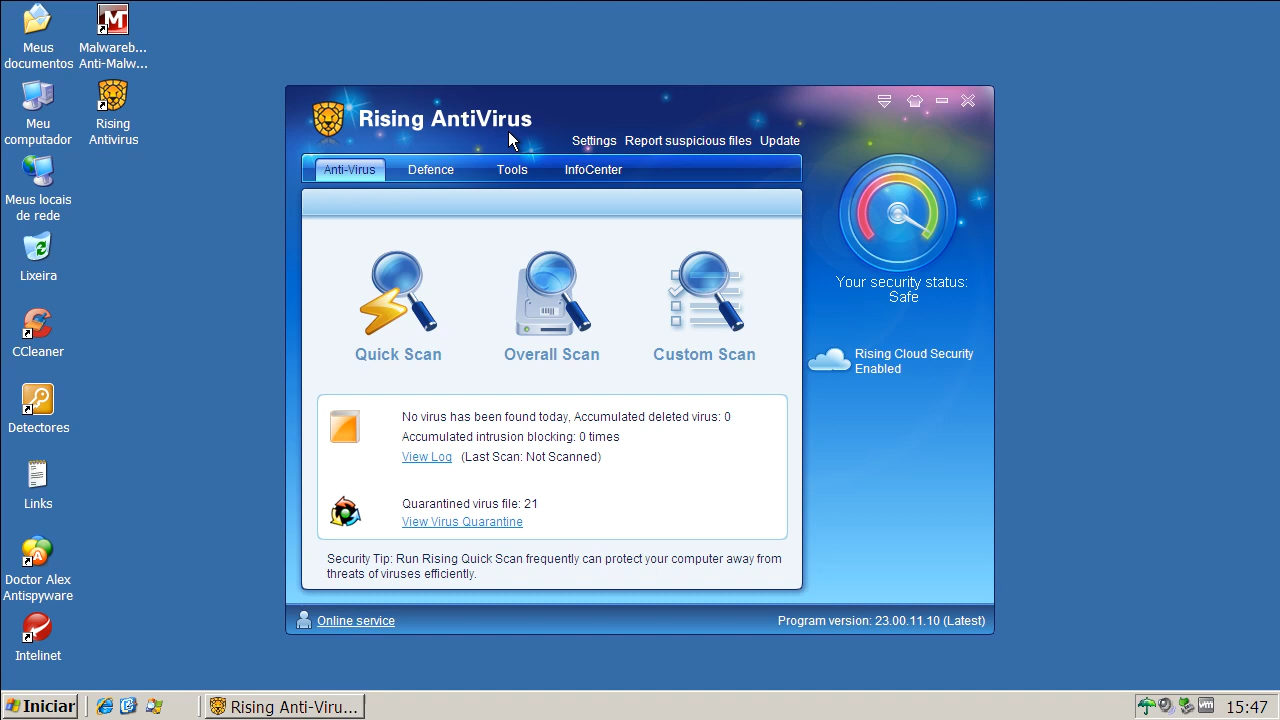 Meus
documentos
Malwareb...
Anti-Malw...
Meu
computador
Rising
Antivirus
Meus locais
de rede
Lixeira
CCleaner
Detectores
Links
Doctor Alex
Antispyware
Intelinet
Rising AntiVirus
Settings Report suspicious files Update
Anti-Virus Defence Tools InfoCenter
Quick Scan Overall Scan Custom Scan
Your security status:
Safe
Rising Cloud Security
Enabled
No virus has been found today, Accumulated deleted virus: 0
Accumulated intrusion blocking: 0 times
View Log (Last Scan: Not Scanned)
Quarantined virus file: 21
View Virus Quarantine
Security Tip: Run Rising Quick Scan frequently can protect your computer away from
threats of viruses efficiently.
Online service Program version: 23.00.11.10 (Latest)
Iniciar Rising Anti-Viru... vm 15:47